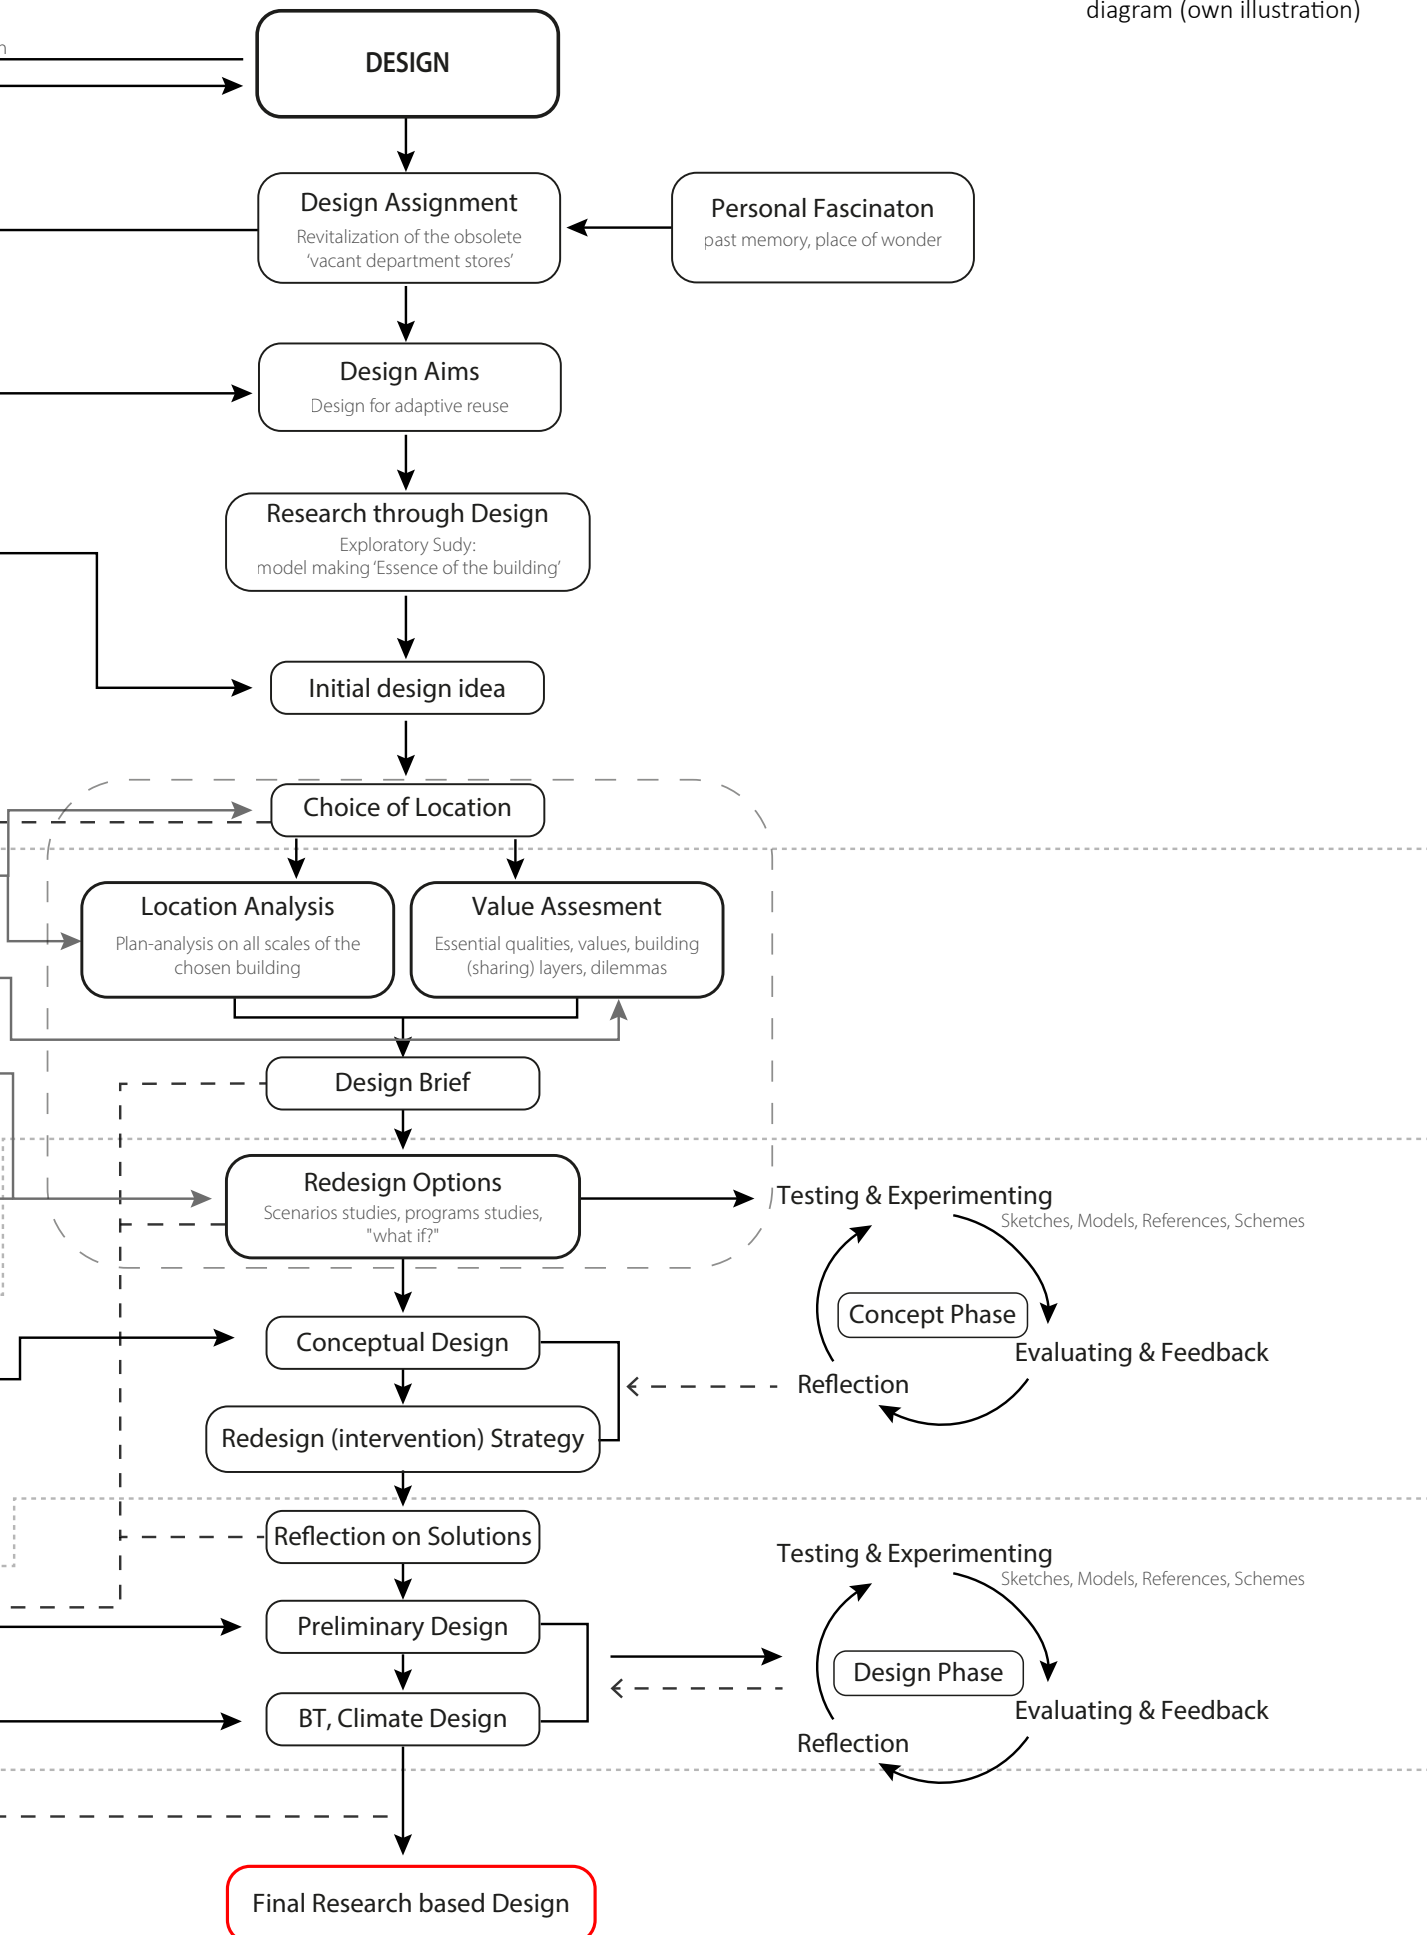 diagram (own illustration)
DESIGN
Design Assignment
Revitalization of the obsolete
‘vacant department stores’
Personal Fascinaton
past memory, place of wonder
Design Aims
Design for adaptive reuse
Research through Design
Exploratory Sudy:
model making ‘Essence of the building’
Initial design idea
Choice of Location
Location Analysis
Plan-analysis on all scales of the
chosen building
Value Assesment
Essential qualities, values, building
(sharing) layers, dilemmas
Design Brief
Redesign Options
Scenarios studies, programs studies,
"what if?"
Testing & Experimenting
Sketches, Models, References, Schemes
Concept Phase
Evaluating & Feedback
Reflection
Conceptual Design
Redesign (intervention) Strategy
Reflection on Solutions
Testing & Experimenting
Sketches, Models, References, Schemes
Preliminary Design
Design Phase
Evaluating & Feedback
Reflection
BT, Climate Design
Final Research based Design